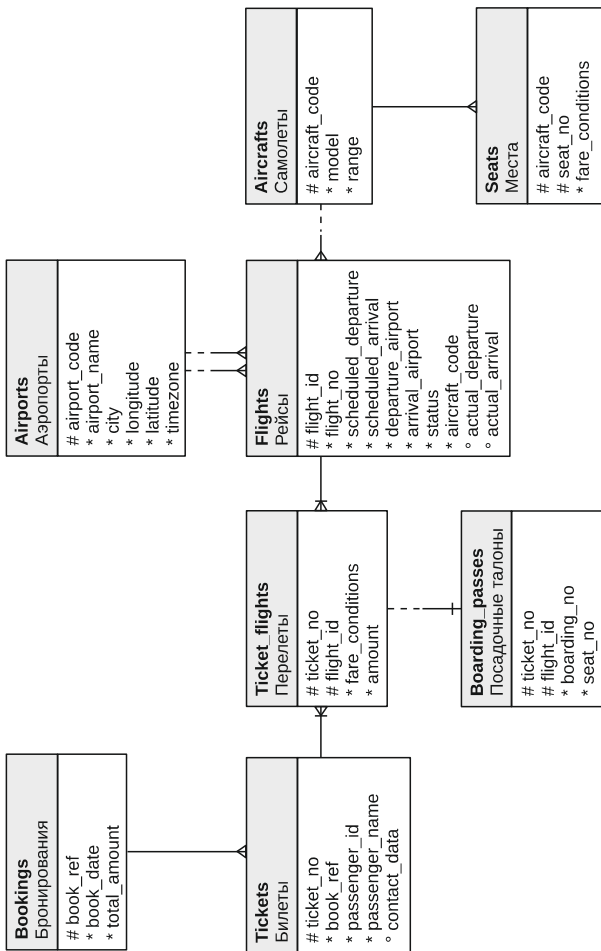 Bookings
Бронирования
# book_ref
* book_date
* total_amount
Airports
Аэропорты
# airport_code
* airport_name
* city
* longitude
* latitude
* timezone
Tickets
Билеты
# ticket_no
* book_ref
* passenger_id
* passenger_name
° contact_data
Ticket_flights
Перелеты
# ticket_no
# flight_id
* fare_conditions
* amount
Flights
Рейсы
# flight_id
* flight_no
* scheduled_departure
* scheduled_arrival
* departure_airport
* arrival_airport
* status
* aircraft_code
° actual_departure
° actual_arrival
Aircrafts
Самолеты
# aircraft_code
* model
* range
Boarding_passes
Посадочные талоны
# ticket_no
# flight_id
* boarding_no
* seat_no
Seats
Места
# aircraft_code
# seat_no
* fare_conditions